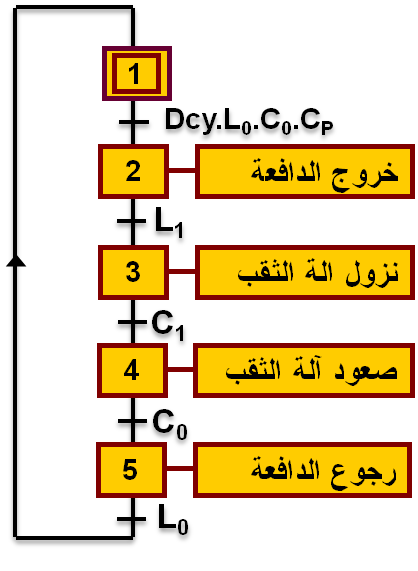 1
Dcy.L₀.C₀.Cₚ
2 خروج الدافعة
L₁
3 نزول الة الثقب
C₁
4 صعود آلة الثقب
C₀
5 رجوع الدافعة
L₀